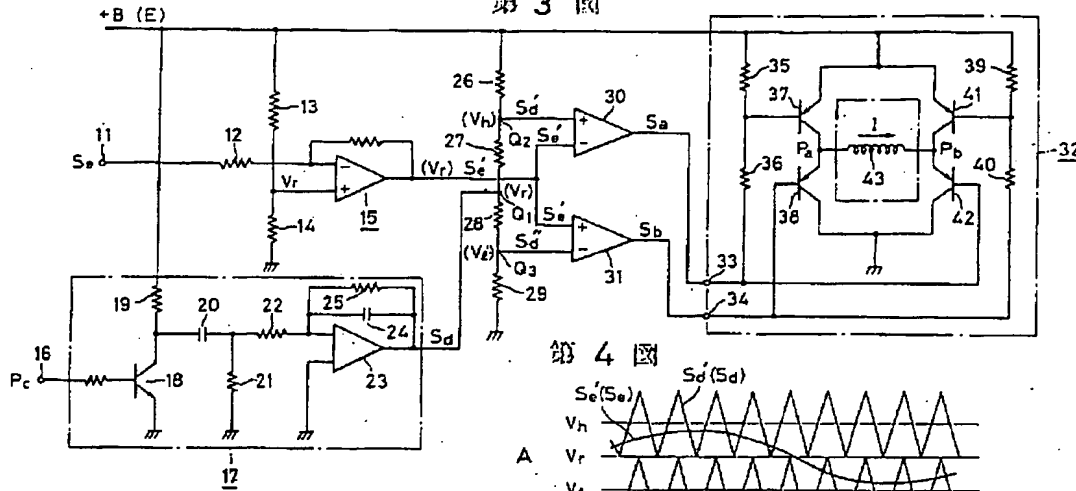 第 3 図
+B (E)
11
Se
12
13
Vr
14
15
(Vr)
Se'
26
(Vh)
Sd'
Q2
27
Se'
(Vr)
Q1
28
Se'
Sd"
(Vℓ)
Q3
29
30
Sa
31
Sb
35
37
36
38
Pa
I
43
Pb
39
41
40
42
32
33
34
16
Pc
19
20
22
18
21
25
24
23
Sd
17
第 4 図
Se'(Se)
Sd'(Sd)
A
Vh
Vr